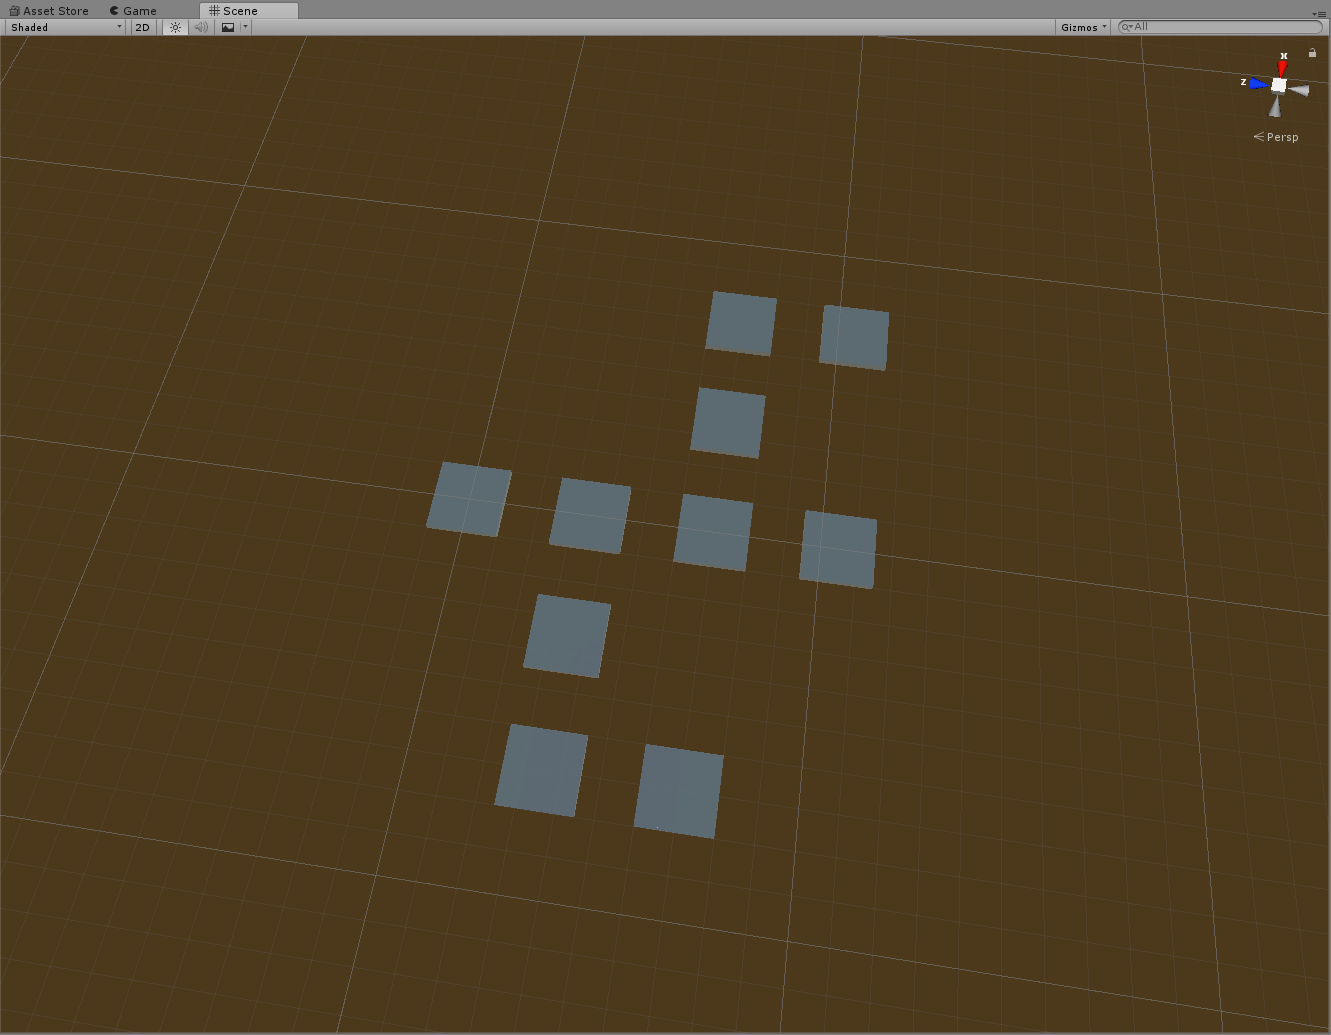 Asset Store Game Scene
Shaded 2D Gizmos All
x
z
Persp